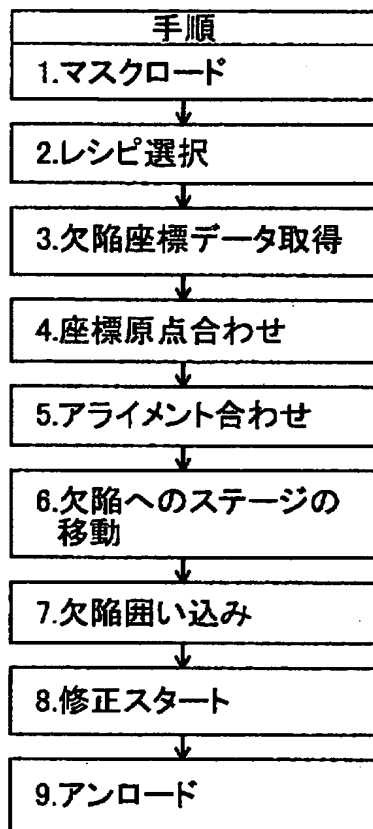 手順
1.マスクロード
2.レシピ選択
3.欠陥座標データ取得
4.座標原点合わせ
5.アライメント合わせ
6.欠陥へのステージの
移動
7.欠陥囲い込み
8.修正スタート
9.アンロード